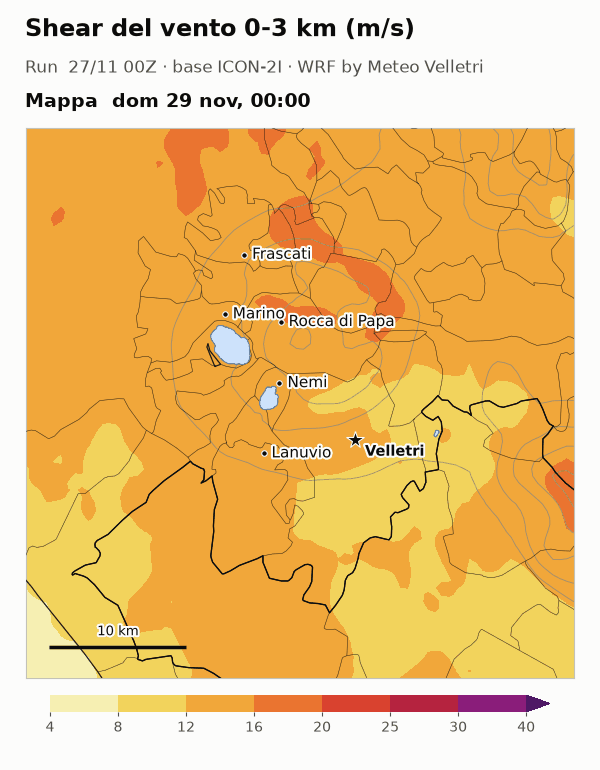 Shear del vento 0-3 km (m/s)
Run  27/11 00Z · base ICON-2I · WRF by Meteo Velletri
Mappa  dom 29 nov, 00:00
Frascati
Marino
Rocca di Papa
Nemi
Velletri
Lanuvio
10 km
4 8 12 16 20 25 30 40